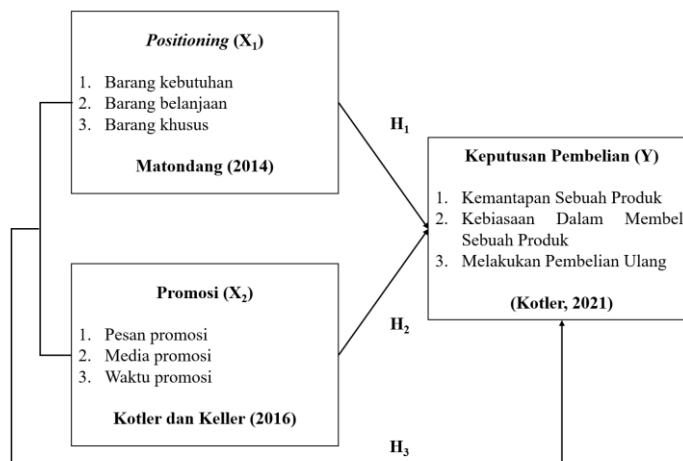 Positioning (X₁)
1. Barang kebutuhan
2. Barang belanjaan
3. Barang khusus
Matondang (2014)
H₁
Keputusan Pembelian (Y)
1. Kemantapan Sebuah Produk
2. Kebiasaan Dalam Membel
Sebuah Produk
3. Melakukan Pembelian Ulang
(Kotler, 2021)
Promosi (X₂)
1. Pesan promosi
2. Media promosi
3. Waktu promosi
Kotler dan Keller (2016)
H₂
H₃